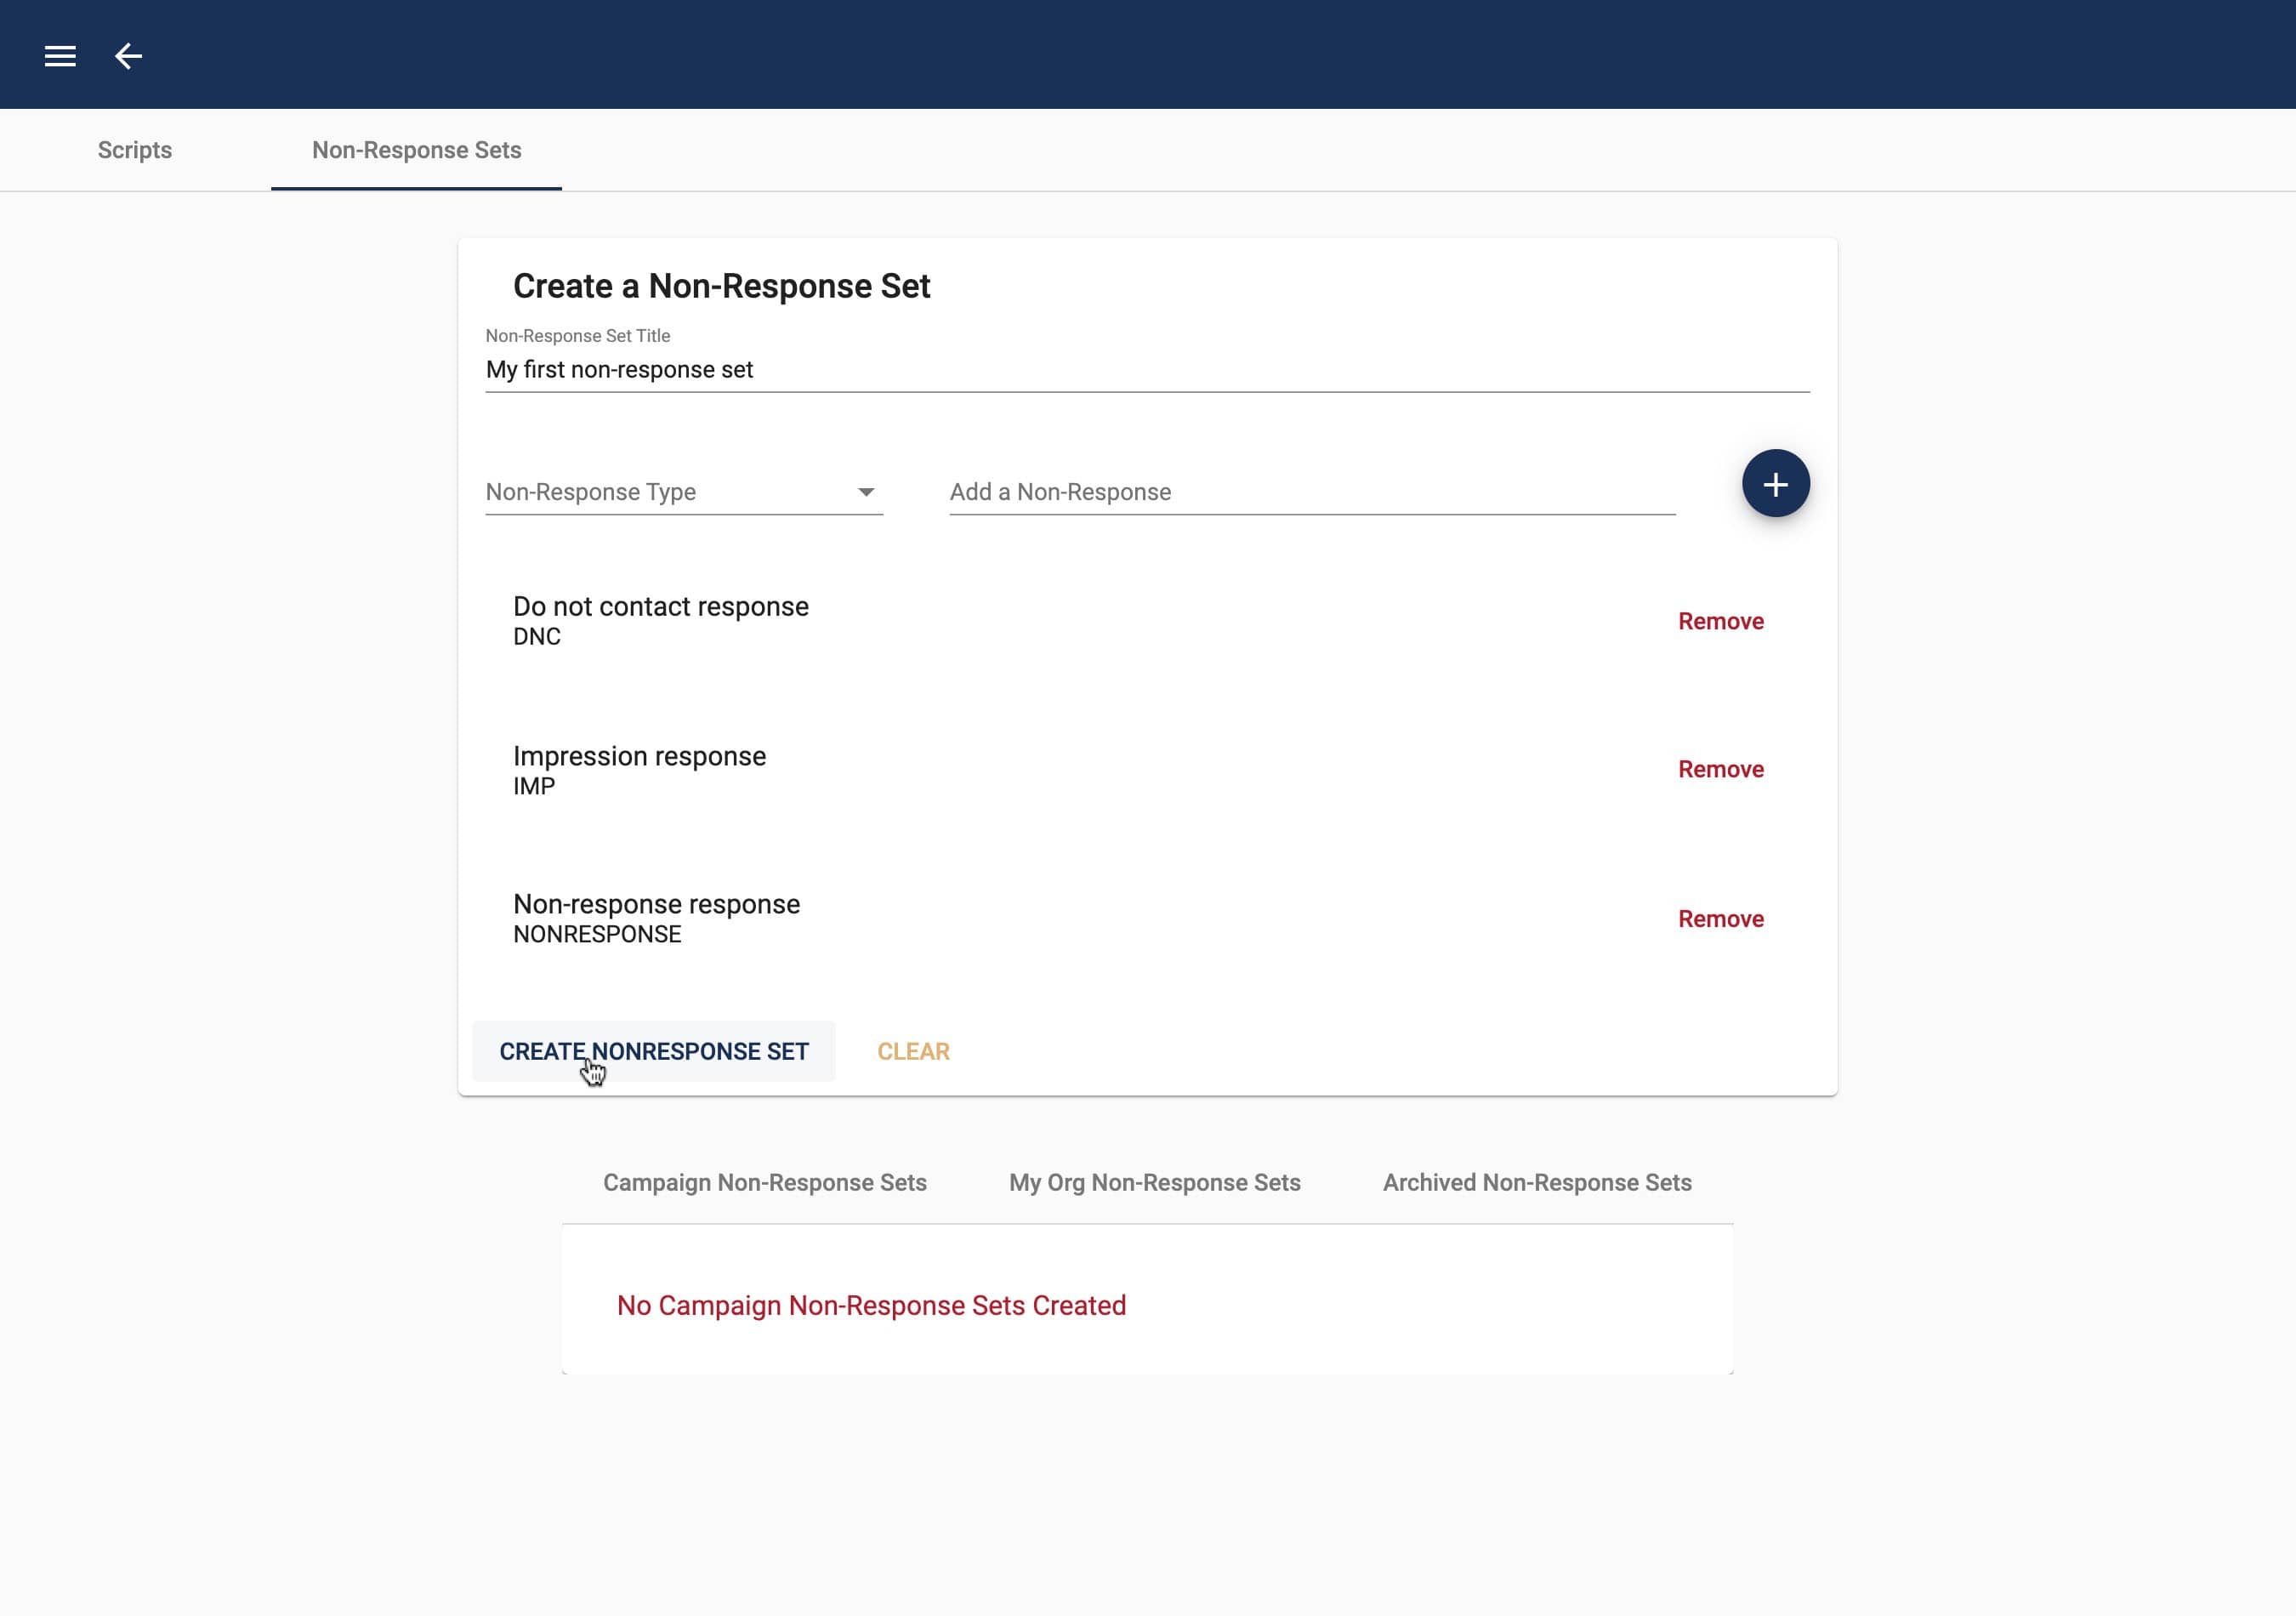 Scripts
Non-Response Sets
Create a Non-Response Set
Non-Response Set Title
My first non-response set
Non-Response Type
Add a Non-Response
Do not contact response
DNC
Remove
Impression response
IMP
Remove
Non-response response
NONRESPONSE
Remove
CREATE NONRESPONSE SET
CLEAR
Campaign Non-Response Sets
My Org Non-Response Sets
Archived Non-Response Sets
No Campaign Non-Response Sets Created